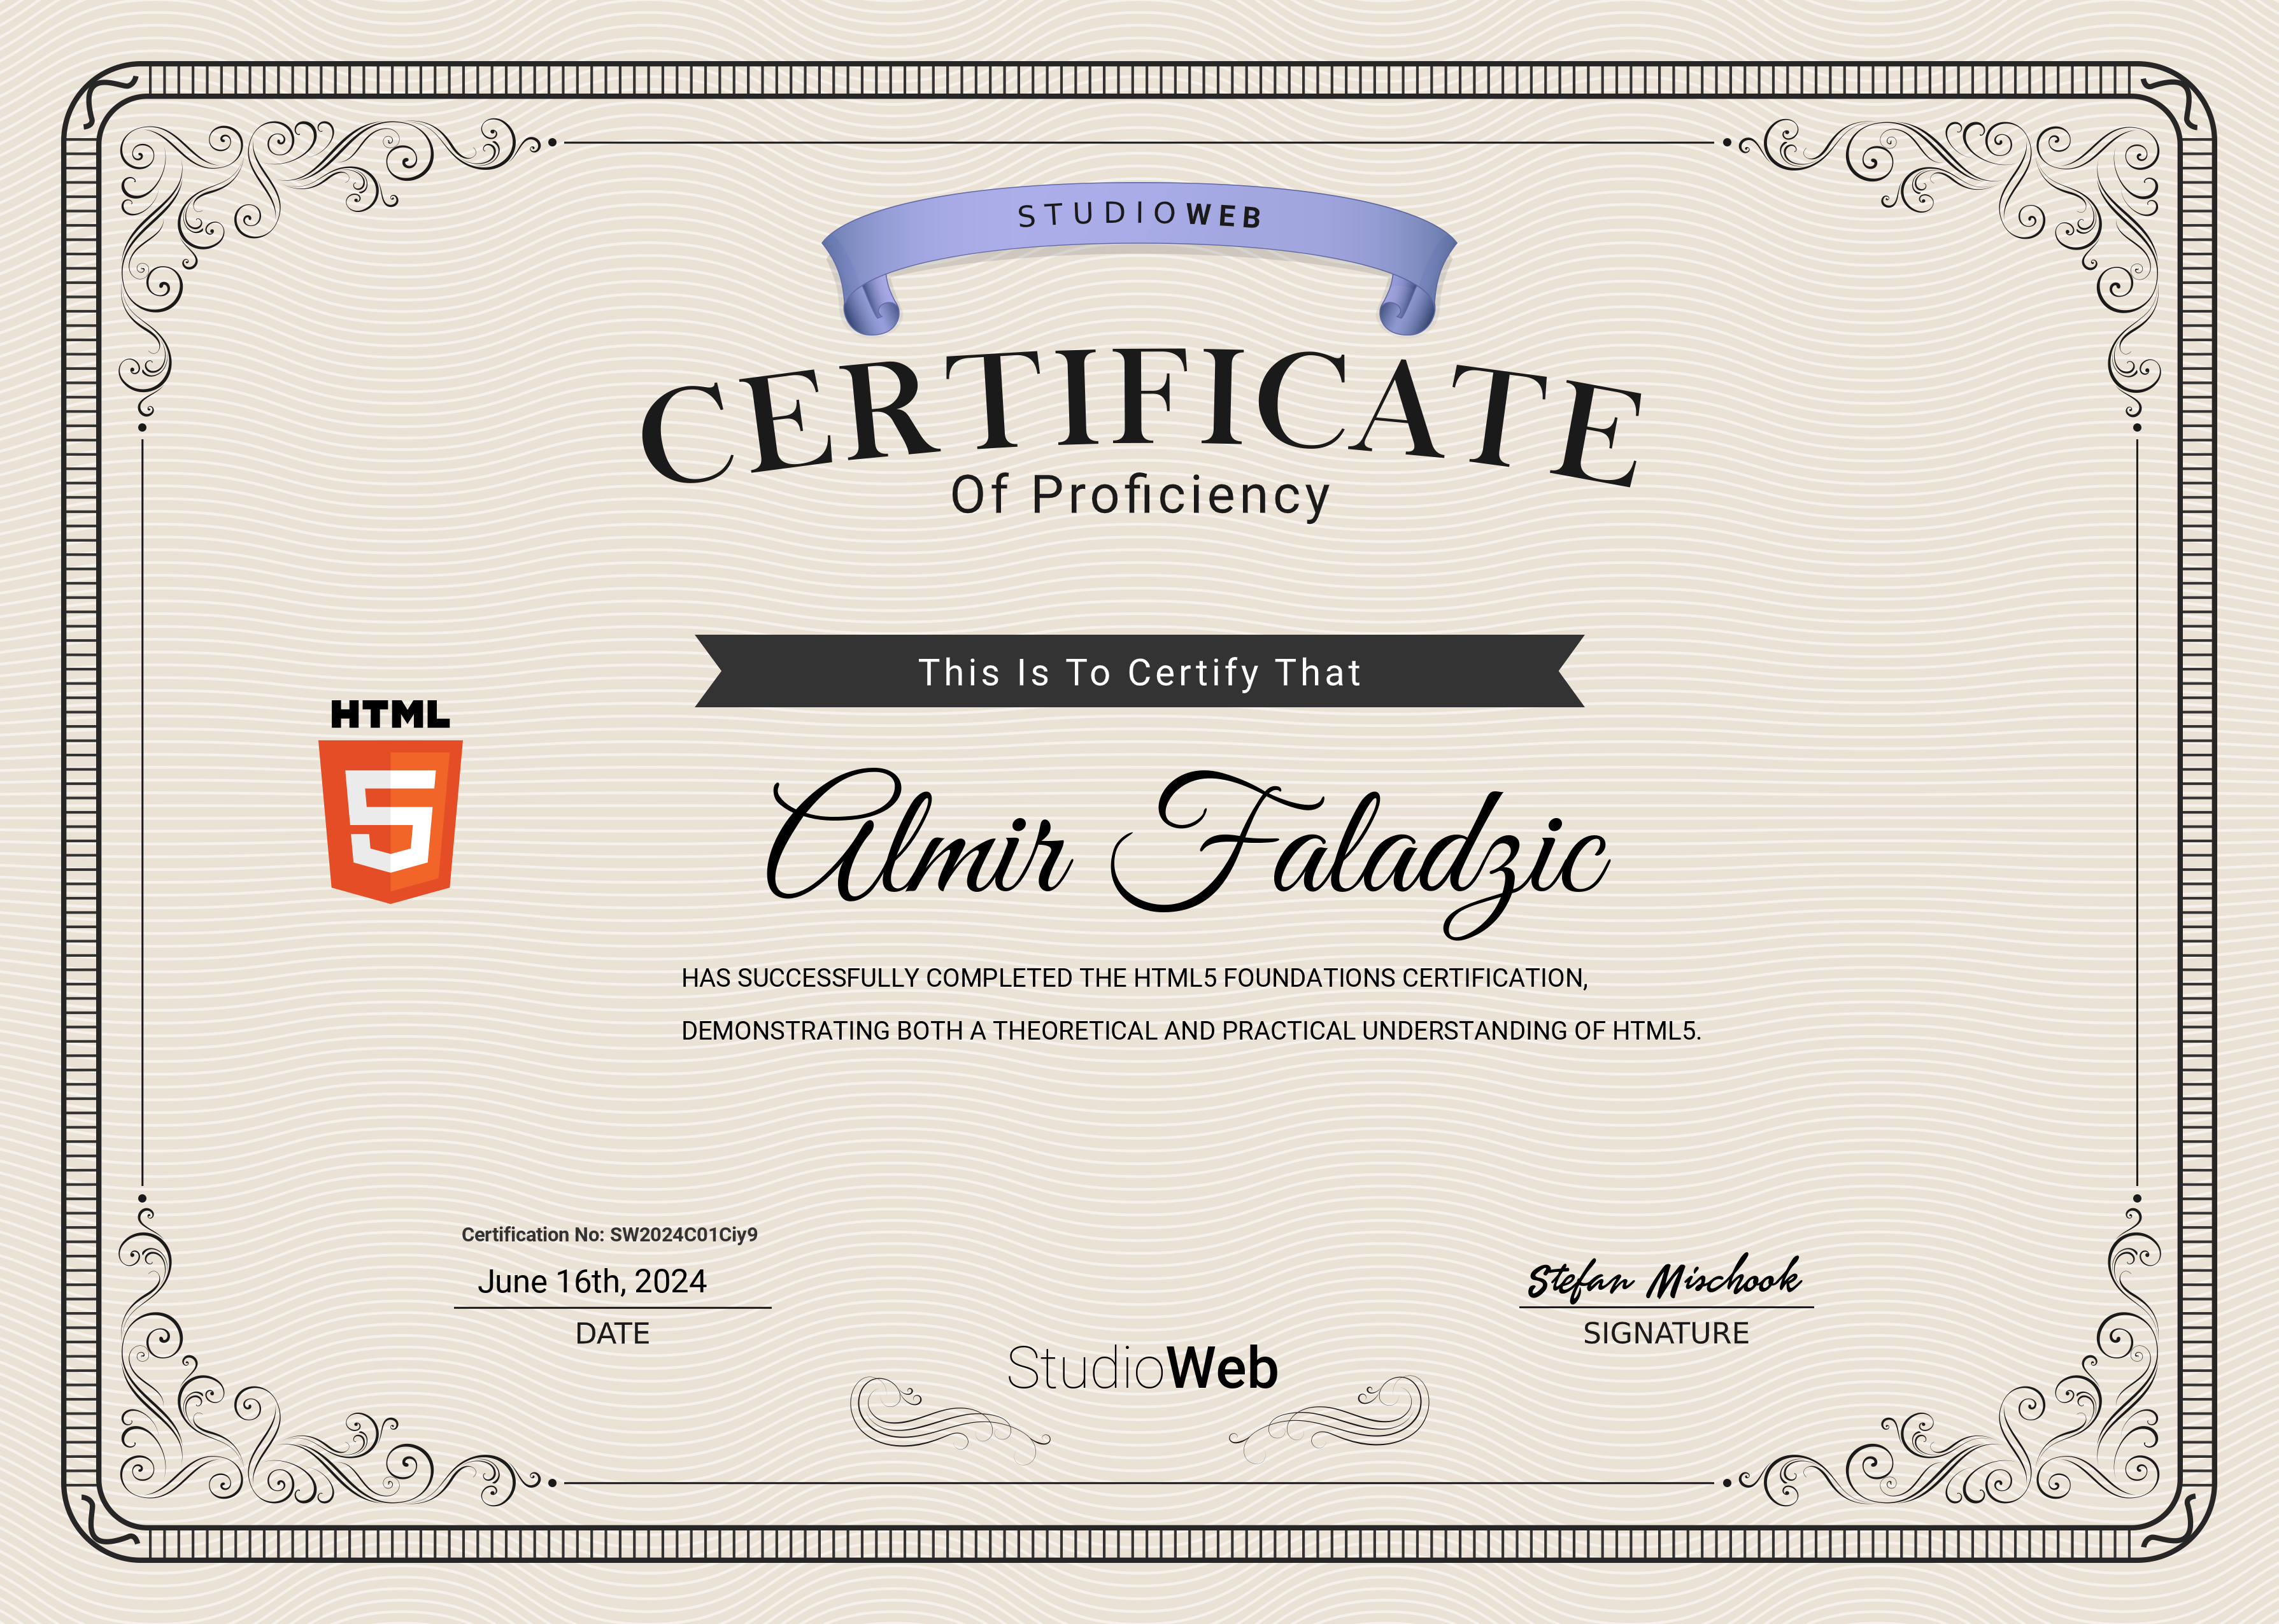 STUDIOWEB
CERTIFICATE
Of Proficiency
This Is To Certify That
HTML
5
Almir Faladzic
HAS SUCCESSFULLY COMPLETED THE HTML5 FOUNDATIONS CERTIFICATION,
DEMONSTRATING BOTH A THEORETICAL AND PRACTICAL UNDERSTANDING OF HTML5.
Certification No: SW2024C01Ciy9
June 16th, 2024
DATE
Stefan Mischook
SIGNATURE
StudioWeb